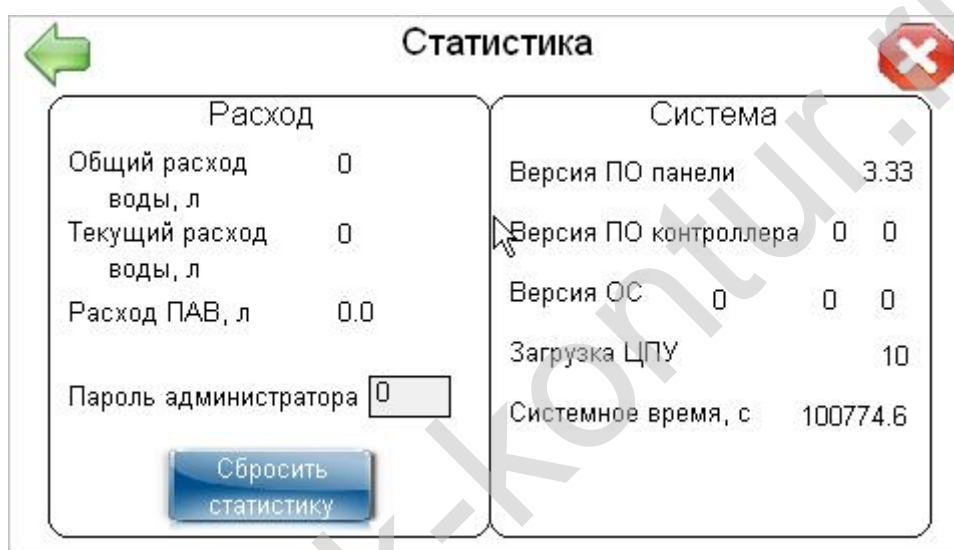 Статистика
Расход
Общий расход 0
воды, л
Текущий расход 0
воды, л
Расход ПАВ, л 0.0
Пароль администратора 0
Сбросить
статистику
Система
Версия ПО панели 3.33
Версия ПО контроллера 0 0
Версия ОС 0 0 0
Загрузка ЦПУ 10
Системное время, с 100774.6
k-kontur.r